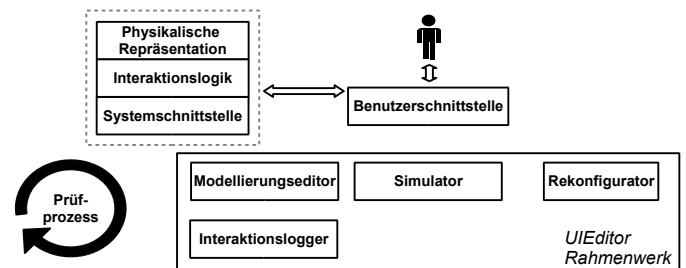 Physikalische
Repräsentation
Interaktionslogik
Systemschnittstelle
Benutzerschnittstelle
Prüf-
prozess
Modellierungseditor
Simulator
Rekonfigurator
Interaktionslogger
UIEditor
Rahmenwerk